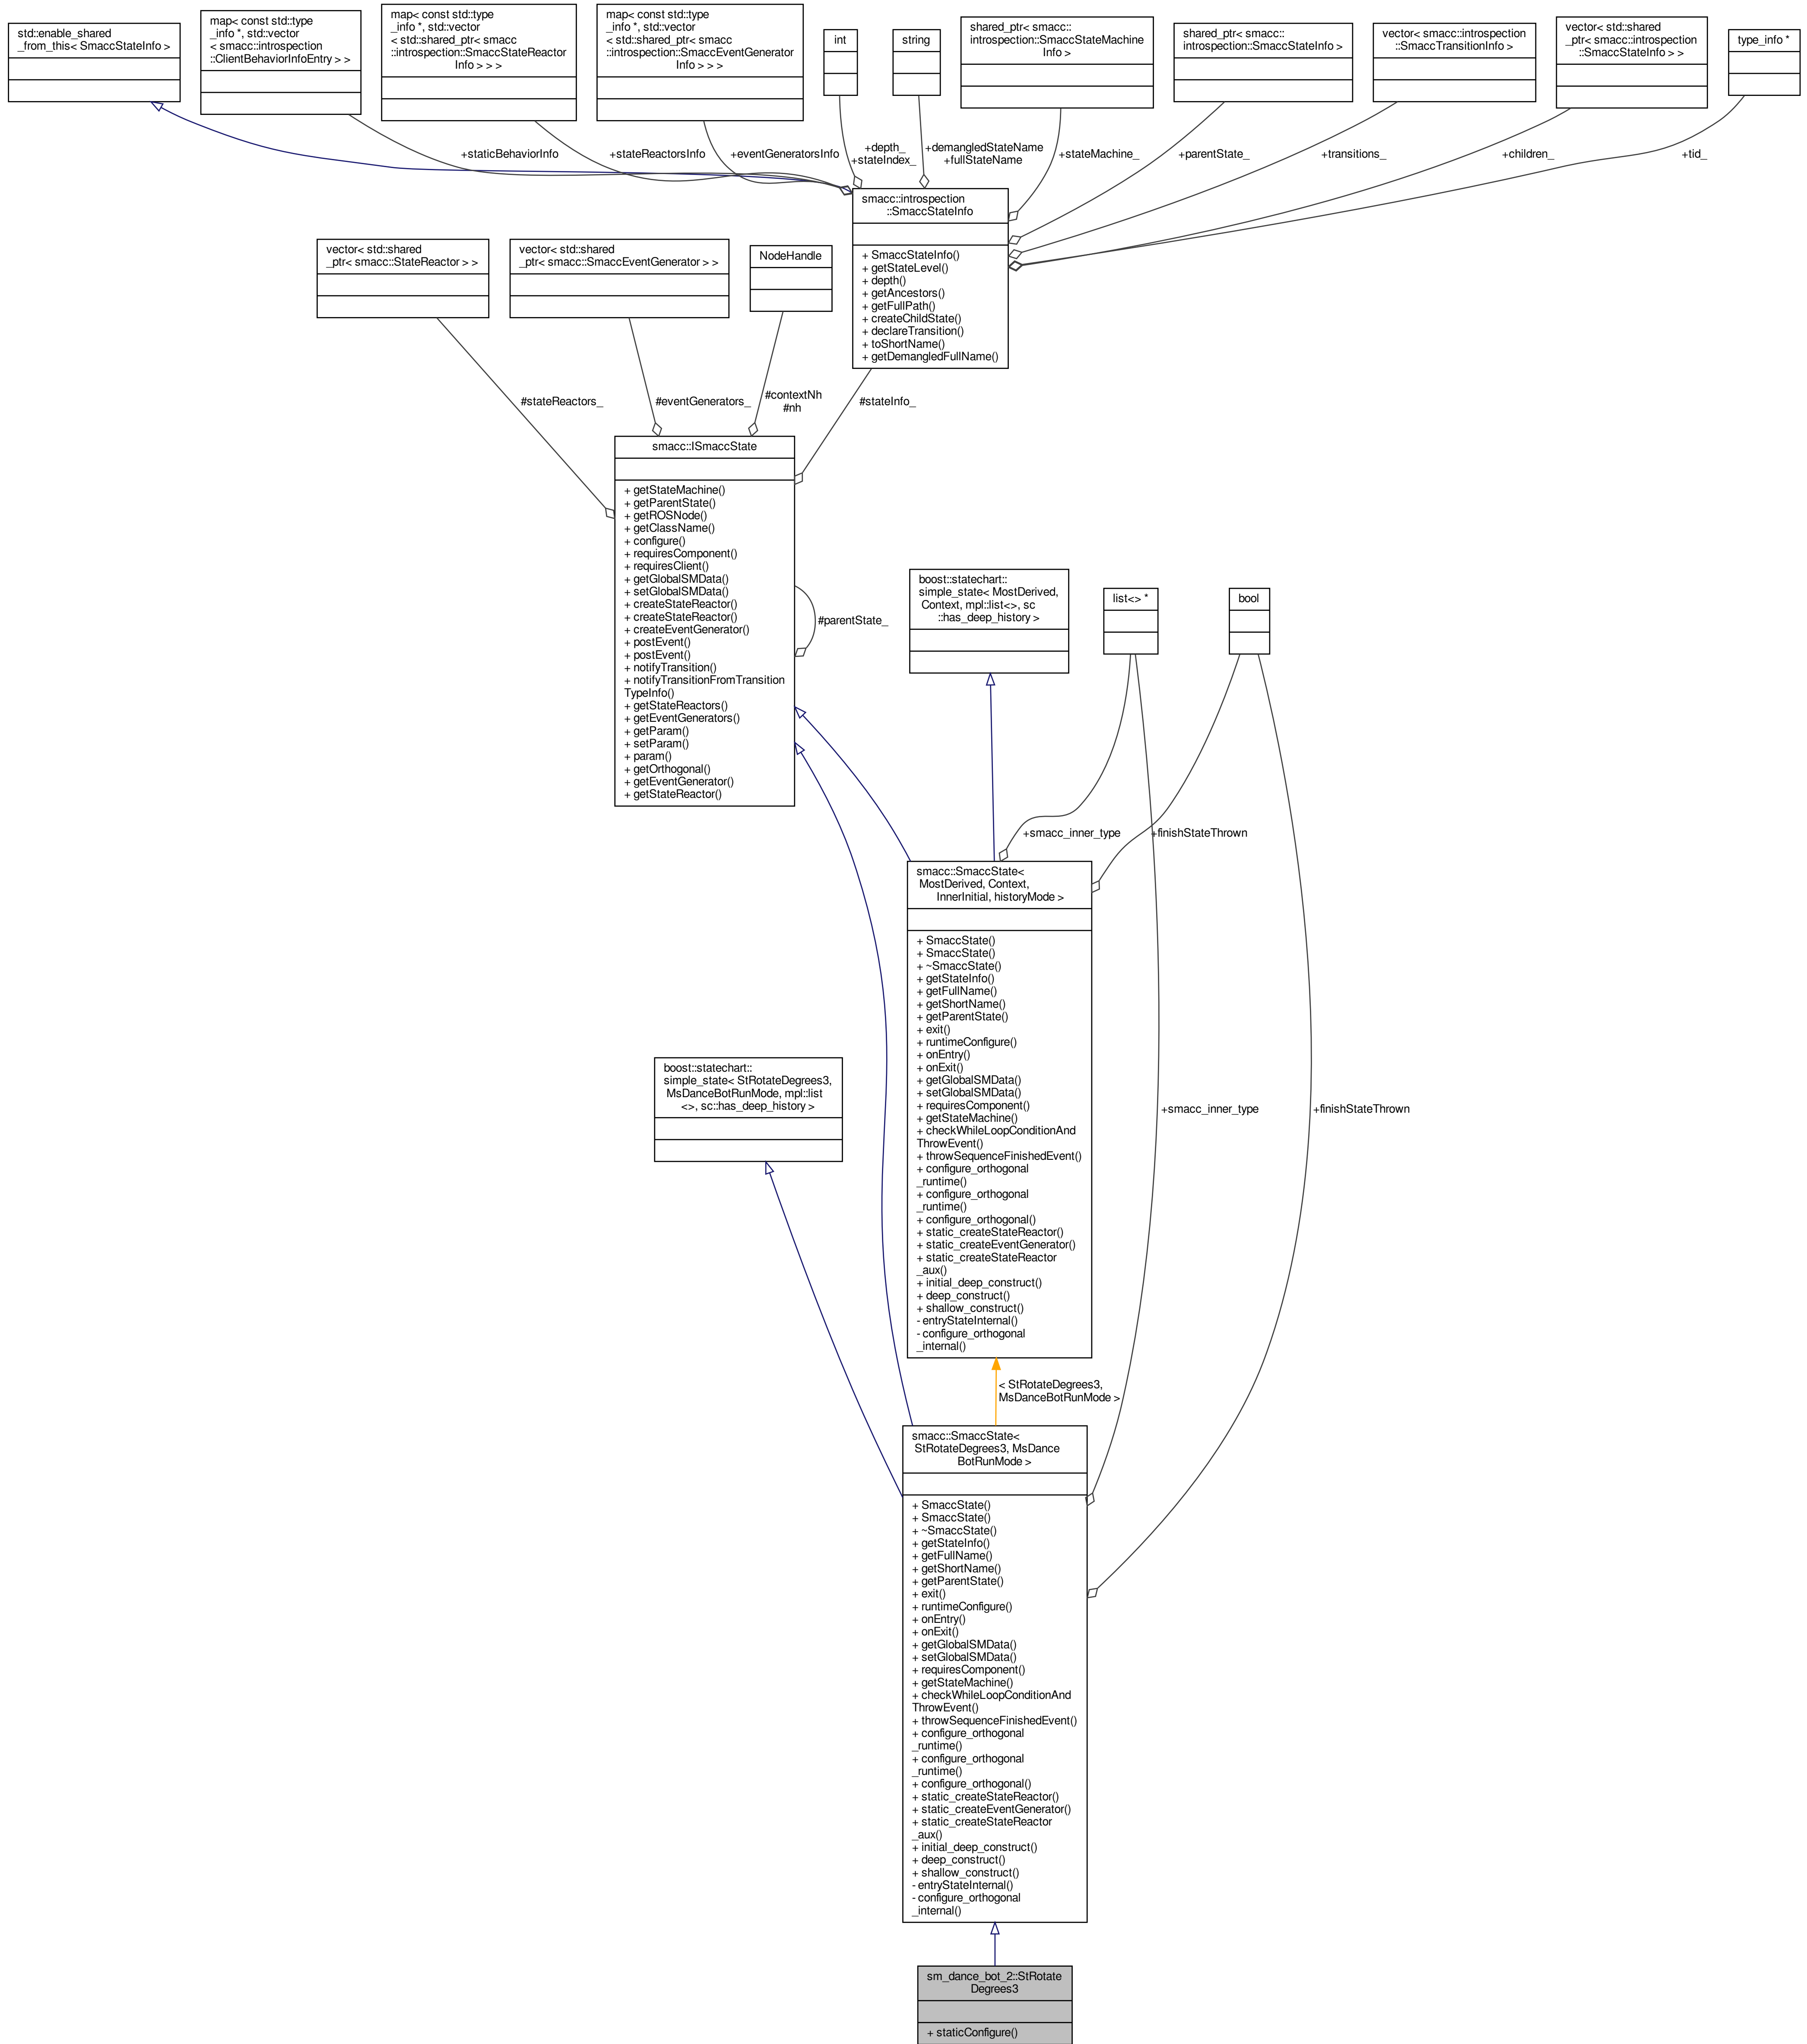 std::enable_shared
_from_this< SmaccStateInfo >
map< const std::type
_info *, std::vector
< smacc::introspection
::ClientBehaviorInfoEntry > >
map< const std::type
_info *, std::vector
< std::shared_ptr< smacc
::introspection::SmaccStateReactor
Info > > >
map< const std::type
_info *, std::vector
< std::shared_ptr< smacc
::introspection::SmaccEventGenerator
Info > > >
int
string
shared_ptr< smacc::
introspection::SmaccStateMachine
Info >
shared_ptr< smacc::
introspection::SmaccStateInfo >
vector< smacc::introspection
::SmaccTransitionInfo >
vector< std::shared
_ptr< smacc::introspection
::SmaccStateInfo > >
type_info *
+staticBehaviorInfo
+stateReactorsInfo
+eventGeneratorsInfo
+depth_
+stateIndex_
+demangledStateName
+fullStateName
+stateMachine_
+parentState_
+transitions_
+children_
+tid_
smacc::introspection
::SmaccStateInfo
+ SmaccStateInfo()
+ getStateLevel()
+ depth()
+ getAncestors()
+ getFullPath()
+ createChildState()
+ declareTransition()
+ toShortName()
+ getDemangledFullName()
vector< std::shared
_ptr< smacc::StateReactor > >
vector< std::shared
_ptr< smacc::SmaccEventGenerator > >
NodeHandle
#stateReactors_
#eventGenerators_
#contextNh
#nh
#stateInfo_
smacc::ISmaccState
+ getStateMachine()
+ getParentState()
+ getROSNode()
+ getClassName()
+ configure()
+ requiresComponent()
+ requiresClient()
+ getGlobalSMData()
+ setGlobalSMData()
+ createStateReactor()
+ createStateReactor()
+ createEventGenerator()
+ postEvent()
+ postEvent()
+ notifyTransition()
+ notifyTransitionFromTransition
TypeInfo()
+ getStateReactors()
+ getEventGenerators()
+ getParam()
+ setParam()
+ param()
+ getOrthogonal()
+ getEventGenerator()
+ getStateReactor()
#parentState_
boost::statechart::
simple_state< MostDerived,
Context, mpl::list<>, sc
::has_deep_history >
list<> *
bool
+smacc_inner_type
+finishStateThrown
smacc::SmaccState<
MostDerived, Context,
InnerInitial, historyMode >
+ SmaccState()
+ SmaccState()
+ ~SmaccState()
+ getStateInfo()
+ getFullName()
+ getShortName()
+ getParentState()
+ exit()
+ runtimeConfigure()
+ onEntry()
+ onExit()
+ getGlobalSMData()
+ setGlobalSMData()
+ requiresComponent()
+ getStateMachine()
+ checkWhileLoopConditionAnd
ThrowEvent()
+ throwSequenceFinishedEvent()
+ configure_orthogonal
_runtime()
+ configure_orthogonal
_runtime()
+ configure_orthogonal()
+ static_createStateReactor()
+ static_createEventGenerator()
+ static_createStateReactor
_aux()
+ initial_deep_construct()
+ deep_construct()
+ shallow_construct()
- entryStateInternal()
- configure_orthogonal
_internal()
boost::statechart::
simple_state< StRotateDegrees3,
MsDanceBotRunMode, mpl::list
<>, sc::has_deep_history >
+smacc_inner_type
+finishStateThrown
< StRotateDegrees3,
MsDanceBotRunMode >
smacc::SmaccState<
StRotateDegrees3, MsDance
BotRunMode >
+ SmaccState()
+ SmaccState()
+ ~SmaccState()
+ getStateInfo()
+ getFullName()
+ getShortName()
+ getParentState()
+ exit()
+ runtimeConfigure()
+ onEntry()
+ onExit()
+ getGlobalSMData()
+ setGlobalSMData()
+ requiresComponent()
+ getStateMachine()
+ checkWhileLoopConditionAnd
ThrowEvent()
+ throwSequenceFinishedEvent()
+ configure_orthogonal
_runtime()
+ configure_orthogonal
_runtime()
+ configure_orthogonal()
+ static_createStateReactor()
+ static_createEventGenerator()
+ static_createStateReactor
_aux()
+ initial_deep_construct()
+ deep_construct()
+ shallow_construct()
- entryStateInternal()
- configure_orthogonal
_internal()
sm_dance_bot_2::StRotate
Degrees3
+ staticConfigure()